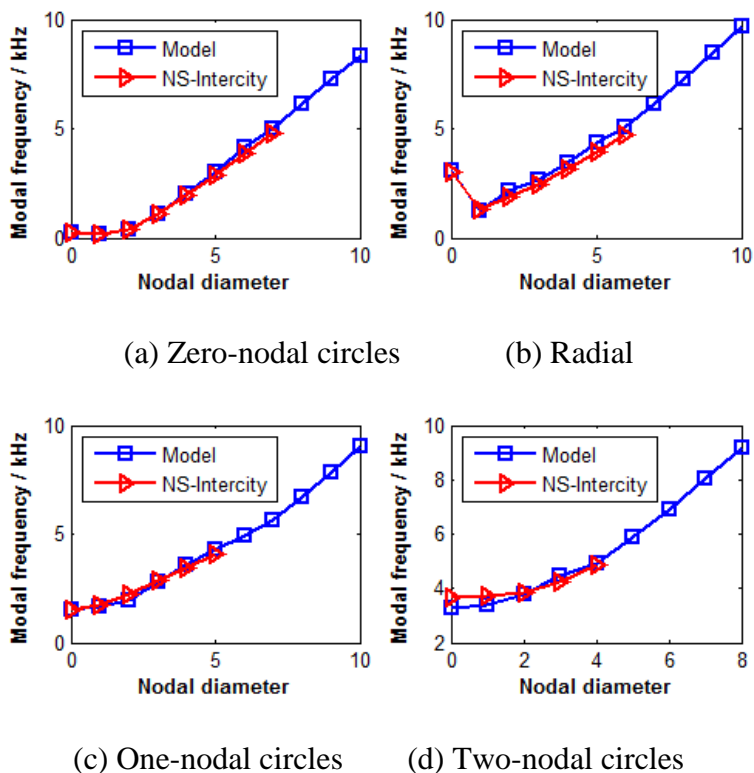 10
5
0
Modal frequency / kHz
Model
NS-Intercity
0 5 10
Nodal diameter
10
5
0
Modal frequency / kHz
Model
NS-Intercity
0 5 10
Nodal diameter
(a) Zero-nodal circles (b) Radial
10
5
0
Modal frequency / kHz
Model
NS-Intercity
0 5 10
Nodal diameter
10
8
6
4
2
Modal frequency / kHz
Model
NS-Intercity
0 2 4 6 8
Nodal diameter
(c) One-nodal circles (d) Two-nodal circles